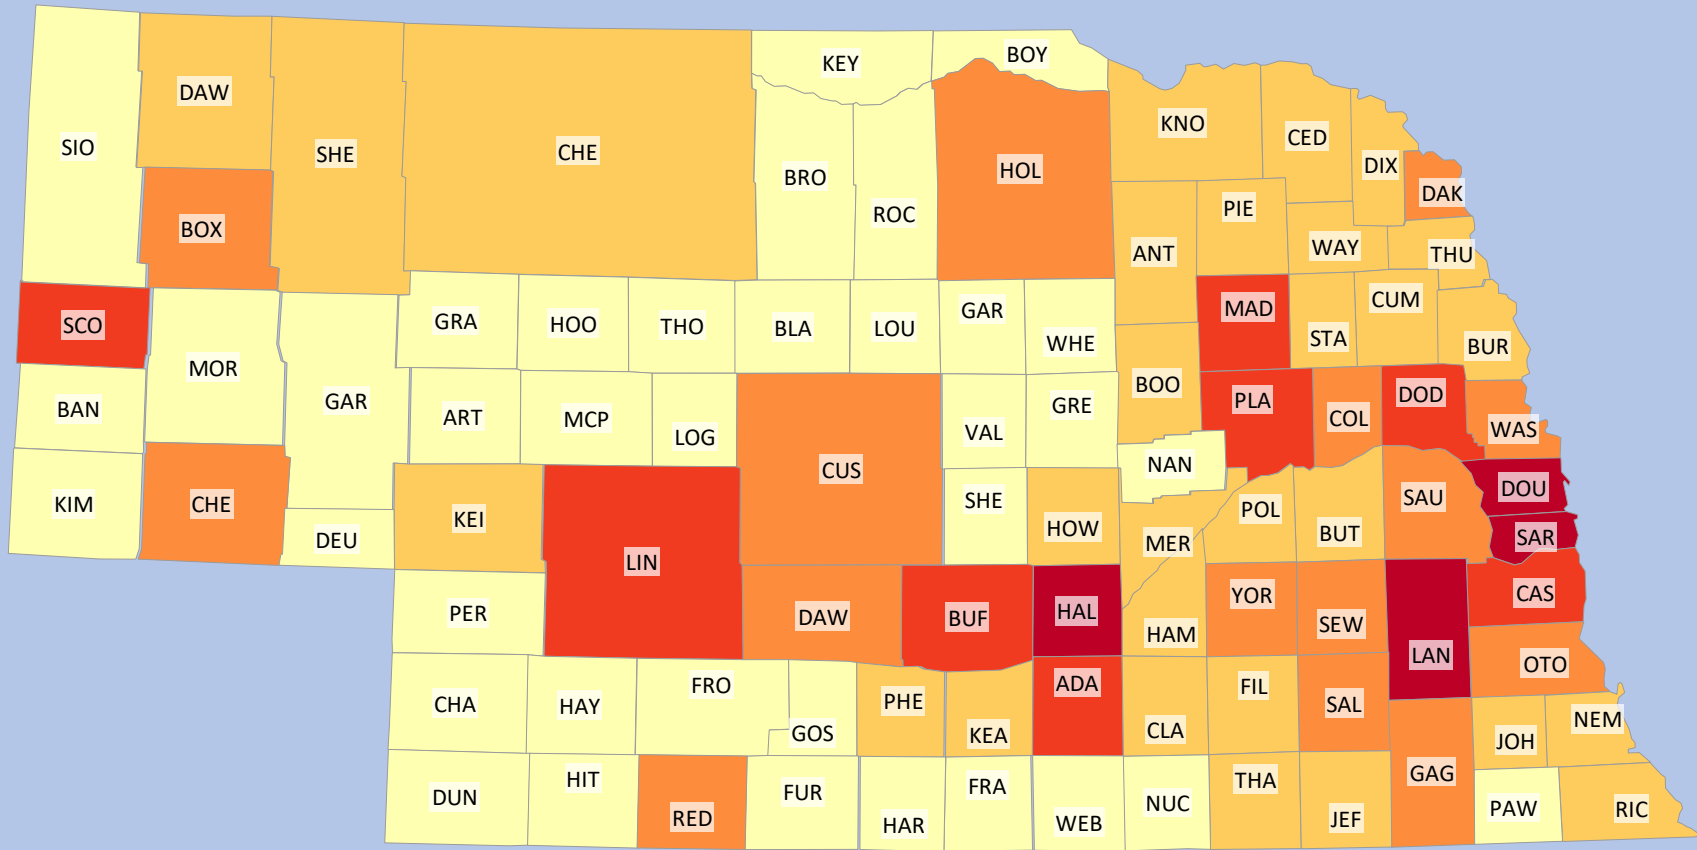 KEY
BOY
DAW
KNO
CED
SIO
SHE
CHE
HOL
DIX
BRO
DAK
PIE
ROC
BOX
WAY
ANT
THU
CUM
MAD
GAR
SCO
GRA
HOO
THO
BLA
LOU
STA
WHE
BUR
MOR
BOO
DOD
GAR
PLA
GRE
BAN
ART
MCP
COL
WAS
VAL
LOG
NAN
CUS
DOU
SAU
SHE
KIM
CHE
POL
KEI
HOW
BUT
SAR
DEU
MER
LIN
CAS
YOR
HAL
PER
DAW
BUF
SEW
HAM
LAN
OTO
ADA
FRO
FIL
PHE
CHA
SAL
HAY
NEM
CLA
GOS
KEA
JOH
GAG
HIT
THA
FRA
FUR
DUN
NUC
PAW
RIC
RED
JEF
WEB
HAR